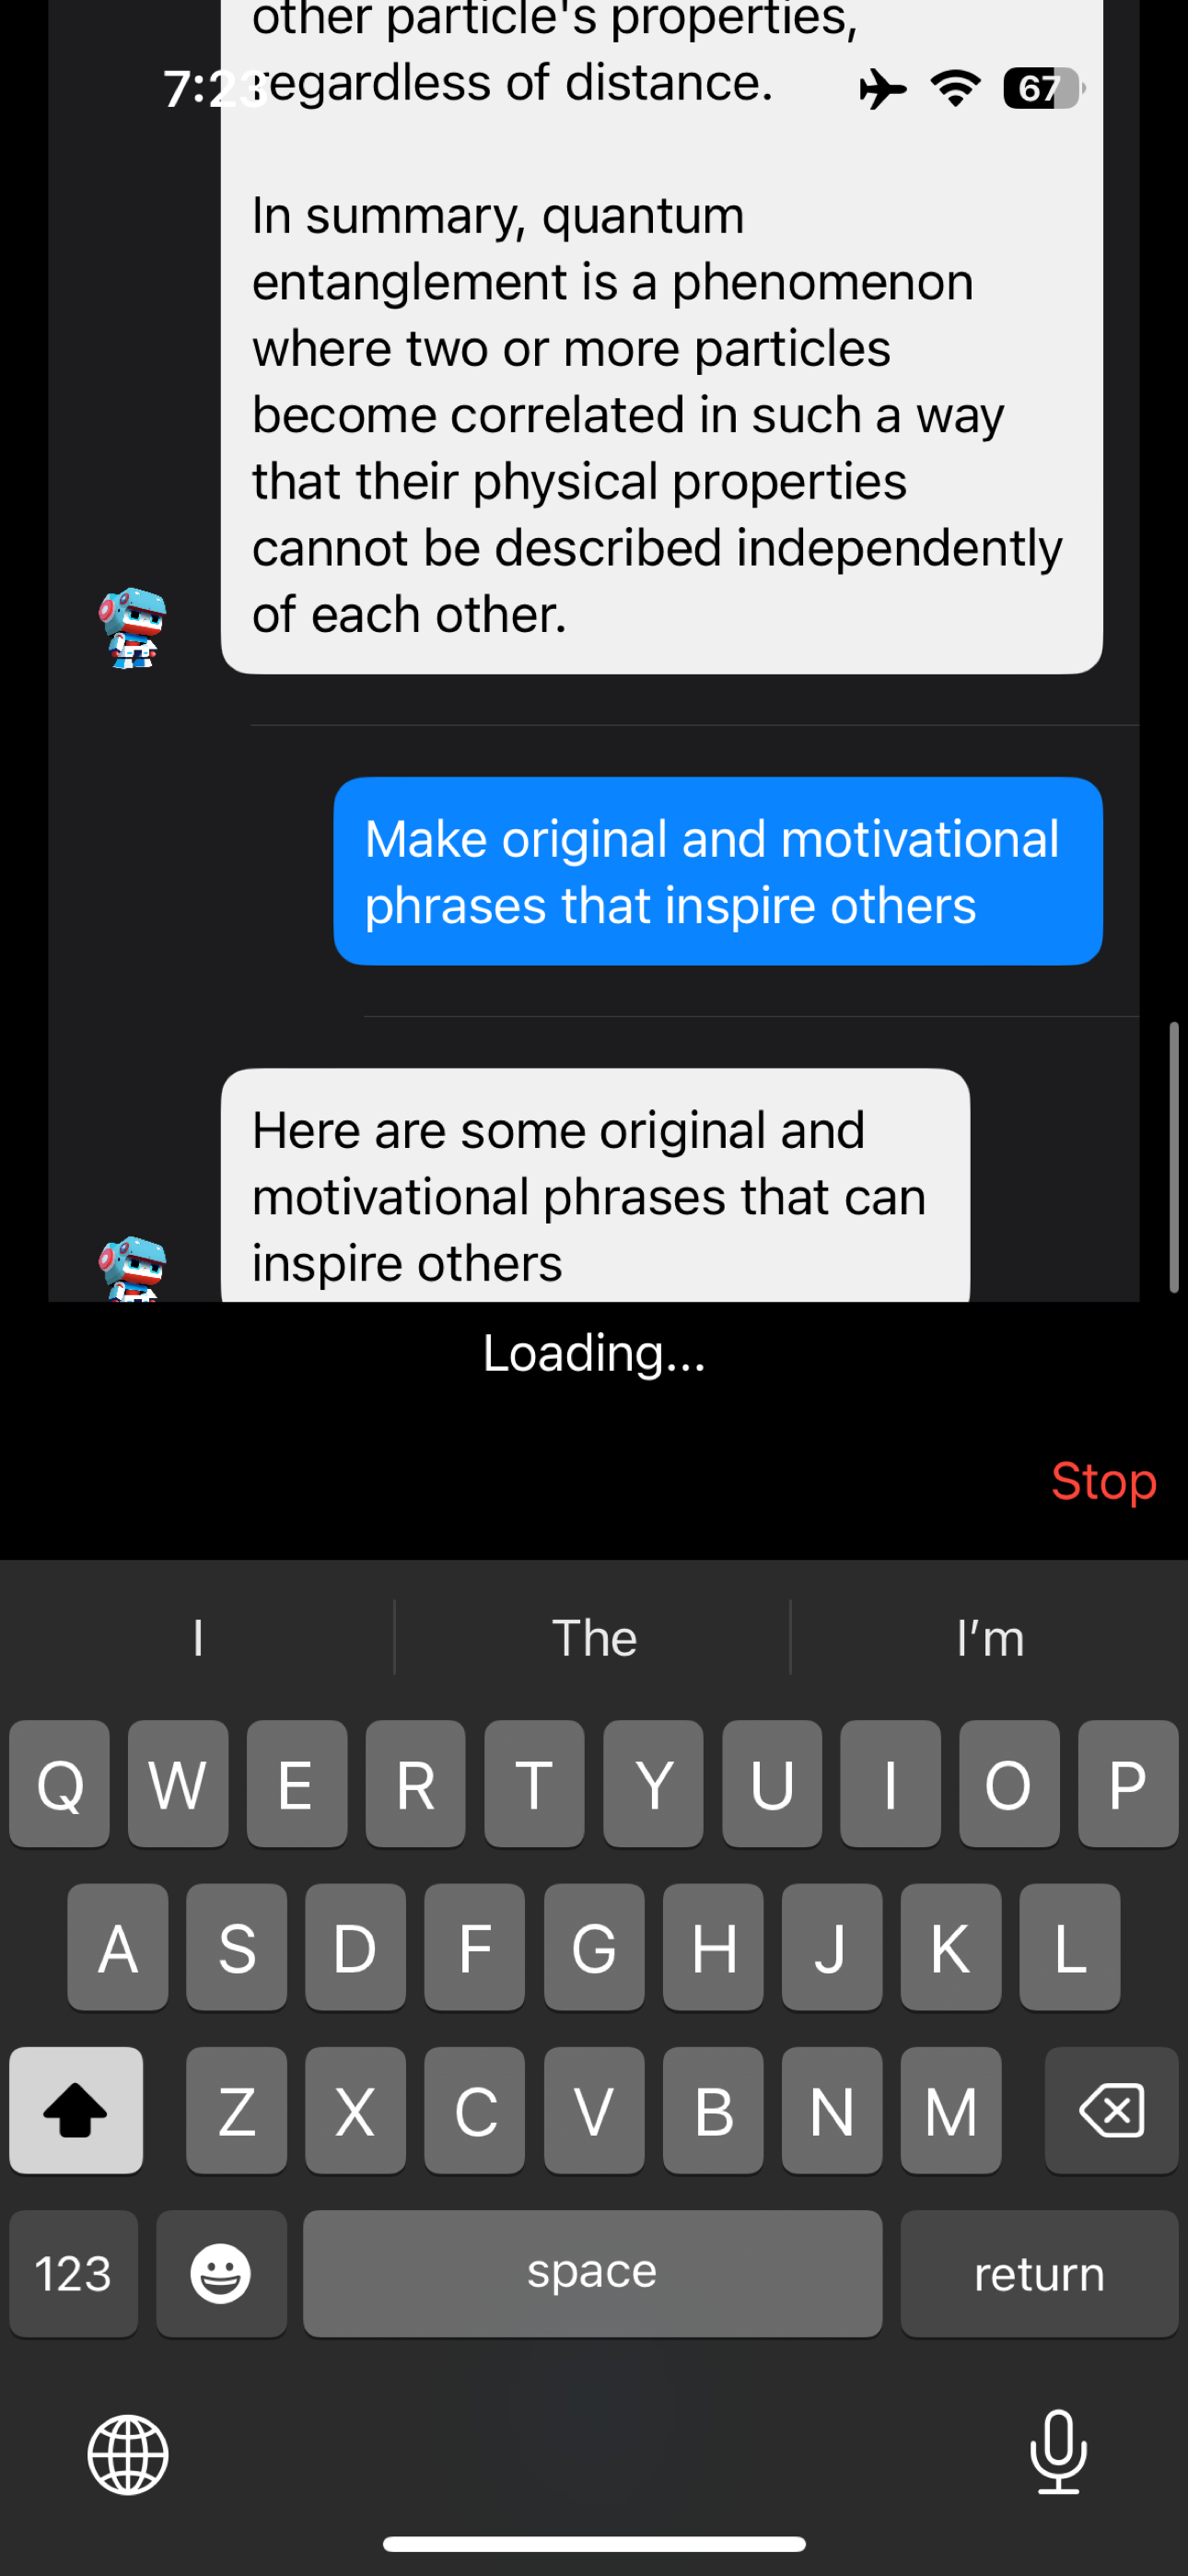 other particle's properties,
7:23
regardless of distance.
67
In summary, quantum
entanglement is a phenomenon
where two or more particles
become correlated in such a way
that their physical properties
cannot be described independently
of each other.
Make original and motivational
phrases that inspire others
Here are some original and
motivational phrases that can
inspire others
Loading...
Stop
I The I'm
Q W E R T Y U I O P
A S D F G H J K L
Z X C V B N M
123 space return